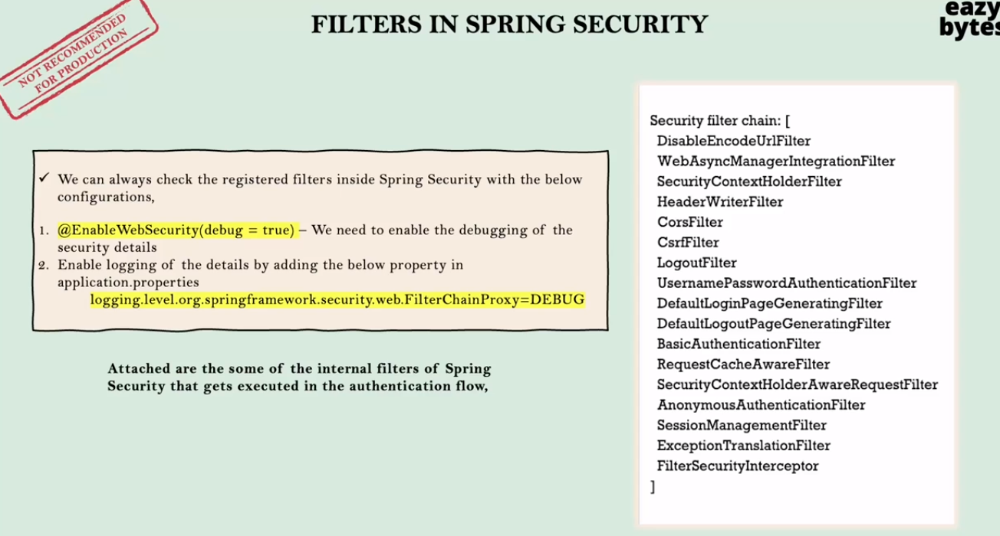 NOT RECOMMENDED
FOR PRODUCTION
FILTERS IN SPRING SECURITY
eazy
bytes
✓ We can always check the registered filters inside Spring Security with the below
configurations,
1. @EnableWebSecurity(debug = true) – We need to enable the debugging of the
security details
2. Enable logging of the details by adding the below property in
application.properties
logging.level.org.springframework.security.web.FilterChainProxy=DEBUG
Attached are the some of the internal filters of Spring
Security that gets executed in the authentication flow,
Security filter chain: [
DisableEncodeUrlFilter
WebAsyncManagerIntegrationFilter
SecurityContextHolderFilter
HeaderWriterFilter
CorsFilter
CsrfFilter
LogoutFilter
UsernamePasswordAuthenticationFilter
DefaultLoginPageGeneratingFilter
DefaultLogoutPageGeneratingFilter
BasicAuthenticationFilter
RequestCacheAwareFilter
SecurityContextHolderAwareRequestFilter
AnonymousAuthenticationFilter
SessionManagementFilter
ExceptionTranslationFilter
FilterSecurityInterceptor
]